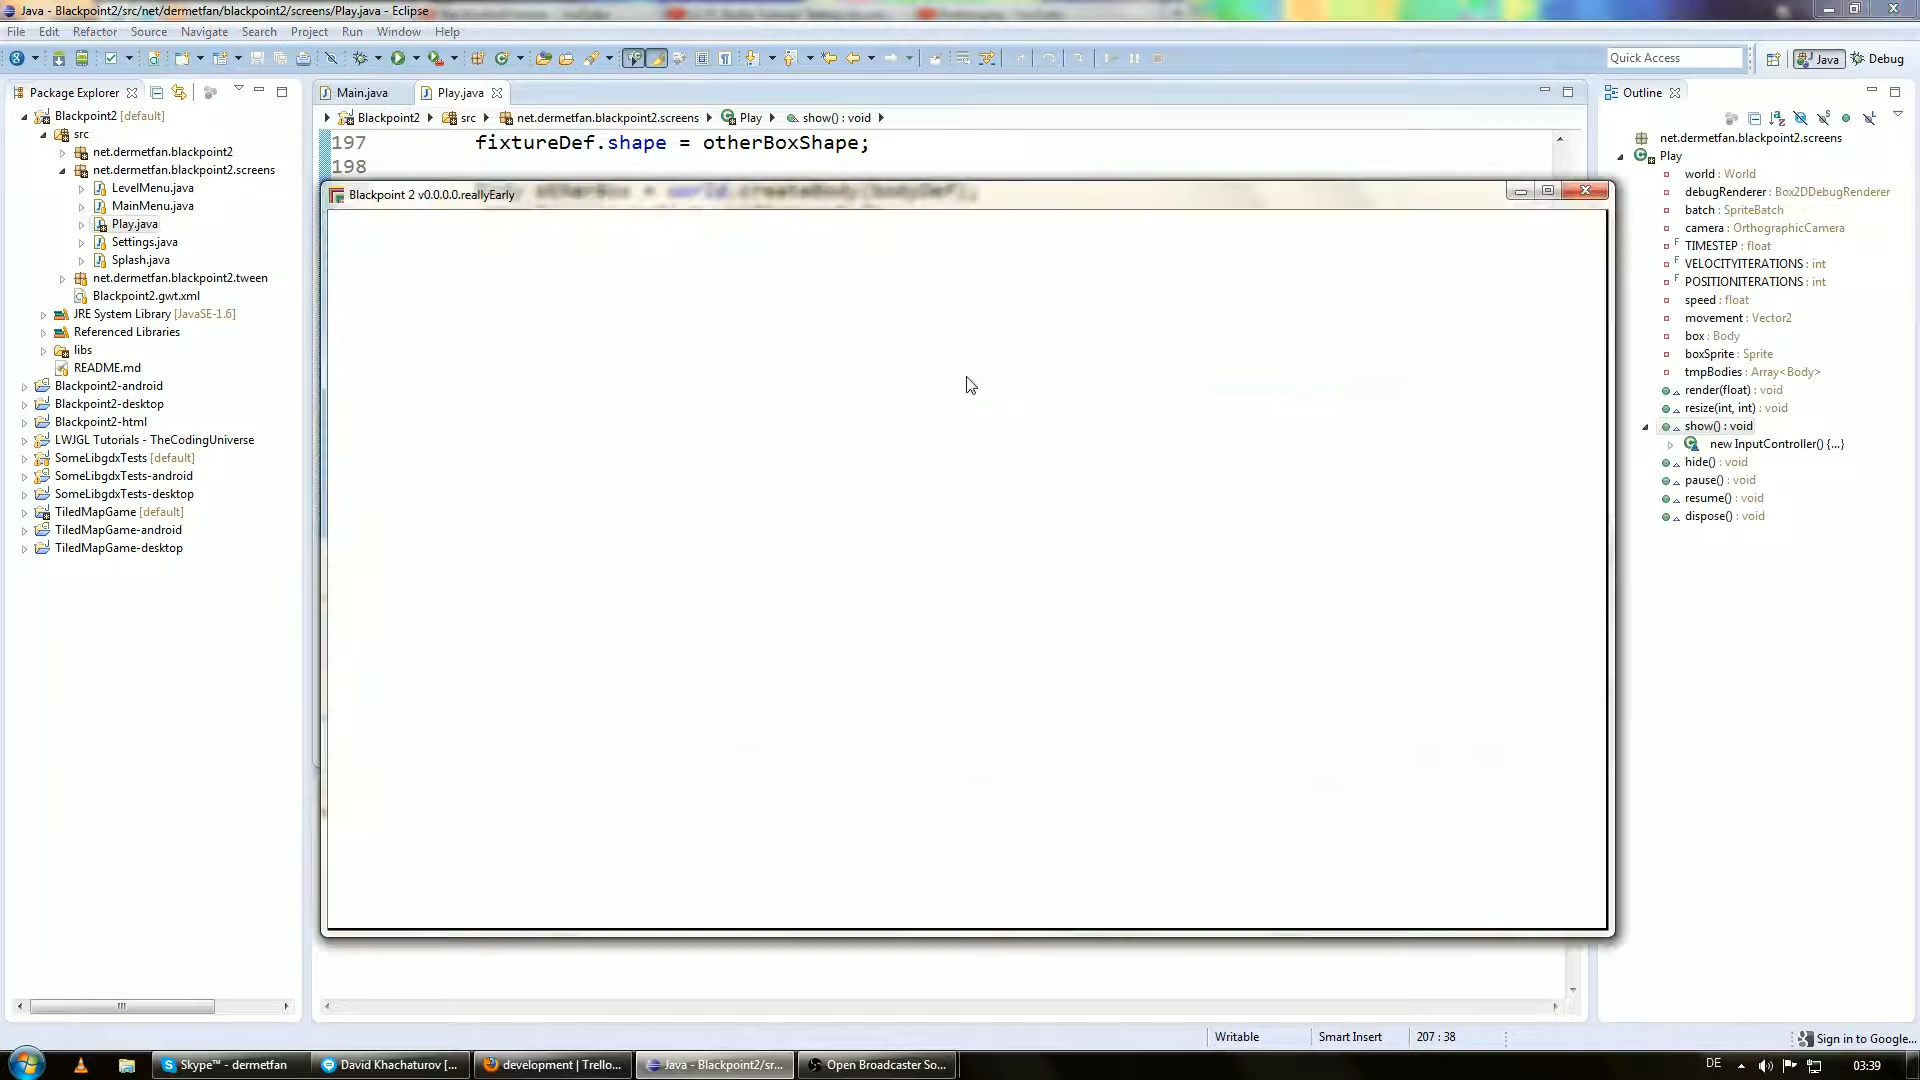 Java - Blackpoint2/src/net/dermetfan/blackpoint2/screens/Play.java - Eclipse
File Edit Refactor Source Navigate Search Project Run Window Help
Quick Access Java Debug
Package Explorer
Blackpoint2 [default]
src
net.dermetfan.blackpoint2
net.dermetfan.blackpoint2.screens
LevelMenu.java
MainMenu.java
Play.java
Settings.java
Splash.java
net.dermetfan.blackpoint2.tween
Blackpoint2.gwt.xml
JRE System Library [JavaSE-1.6]
Referenced Libraries
libs
README.md
Blackpoint2-android
Blackpoint2-desktop
Blackpoint2-html
LWJGL Tutorials - TheCodingUniverse
SomeLibgdxTests [default]
SomeLibgdxTests-android
SomeLibgdxTests-desktop
TiledMapGame [default]
TiledMapGame-android
TiledMapGame-desktop
Main.java Play.java
Blackpoint2 src net.dermetfan.blackpoint2.screens Play show() : void
197 fixtureDef.shape = otherBoxShape;
198
Blackpoint 2 v0.0.0.0.reallyEarly
Outline
net.dermetfan.blackpoint2.screens
Play
world : World
debugRenderer : Box2DDebugRenderer
batch : SpriteBatch
camera : OrthographicCamera
F TIMESTEP : float
F VELOCITYITERATIONS : int
F POSITIONITERATIONS : int
speed : float
movement : Vector2
box : Body
boxSprite : Sprite
tmpBodies : Array<Body>
render(float) : void
resize(int, int) : void
show() : void
new InputController() {...}
hide() : void
pause() : void
resume() : void
dispose() : void
Writable Smart Insert 207 : 38 Sign in to Google...
Skype™ - dermetfan David Khachaturov [... development | Trello... Java - Blackpoint2/sr... Open Broadcaster So... DE 03:39